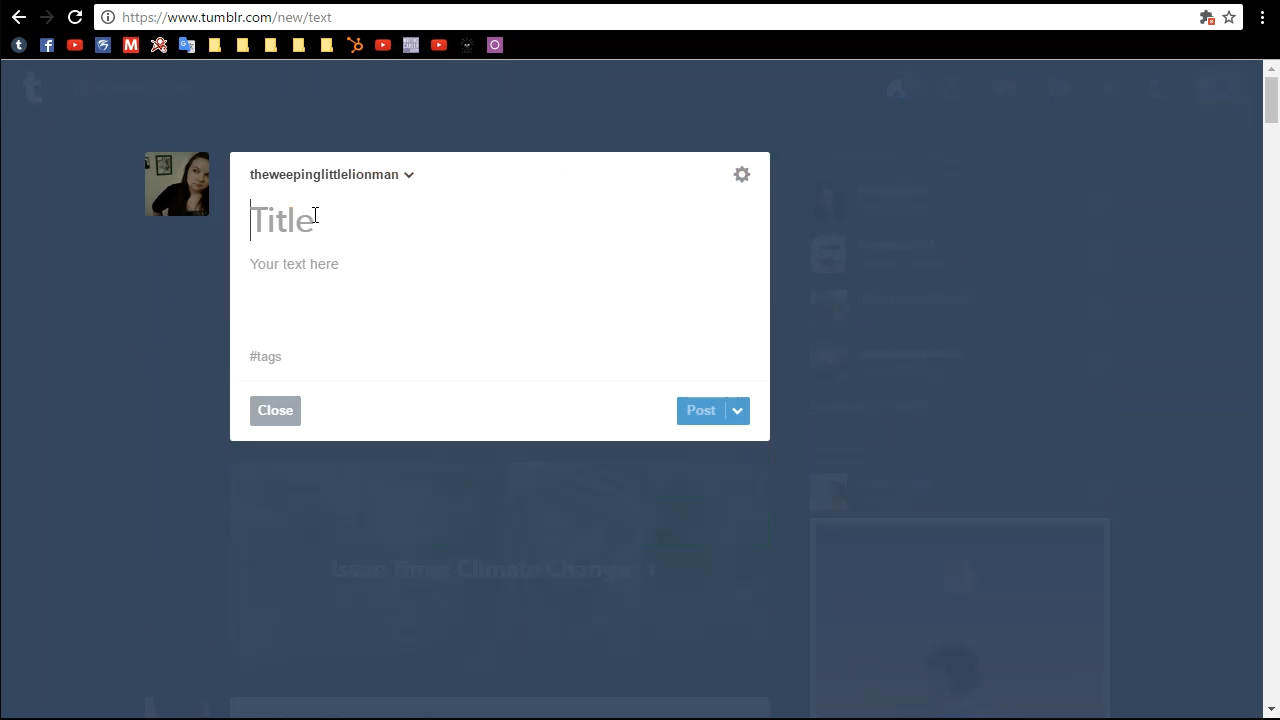 https://www.tumblr.com/new/text
theweepinglittlelionman
Title
Your text here
#tags
Close
Post
Issue Time: Climate Change